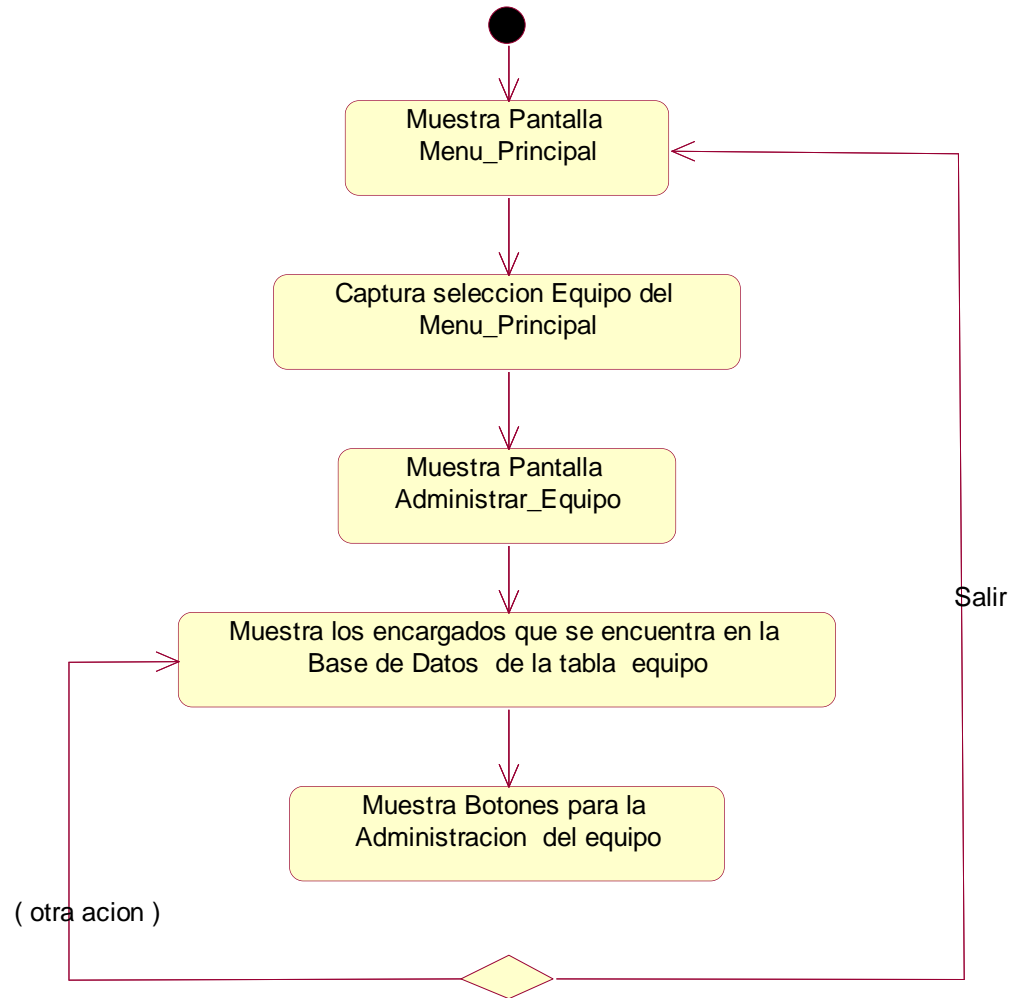 Muestra Pantalla
Menu_Principal
Captura seleccion Equipo del
Menu_Principal
Muestra Pantalla
Administrar_Equipo
Salir
Muestra los encargados que se encuentra en la
Base de Datos  de la tabla  equipo
Muestra Botones para la
Administracion  del equipo
( otra acion )